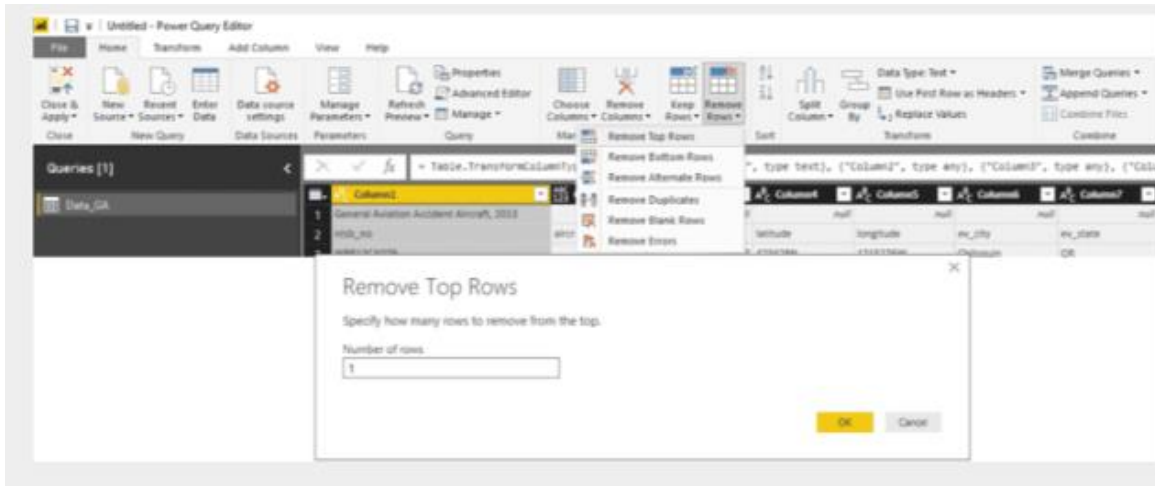 Untitled - Power Query Editor
File Home Transform Add Column View Help
Close & Apply New Source Recent Sources Enter Data Data source settings Manage Parameters Refresh Preview Properties Advanced Editor Manage Choose Columns Remove Columns Keep Rows Remove Rows Split Column Group By Data Type: Text Use First Row as Headers Replace Values Merge Queries Append Queries Combine Files
Close New Query Data Sources Parameters Query Sort Transform Combine
Remove Top Rows
Remove Bottom Rows
Remove Alternate Rows
Remove Duplicates
Remove Blank Rows
Remove Errors
Queries [1]
Data_GA
= Table.TransformColumnTy ", type text}, {"Column2", type any}, {"Column3", type any}, {"Col
Column1 Column4 Column5 Column6 Column7
1 General Aviation Accident Aircraft, 2013 null null null
2 ntsb_no latitude longitude ev_city ev_state
OR
Remove Top Rows
Specify how many rows to remove from the top.
Number of rows
1
OK Cancel